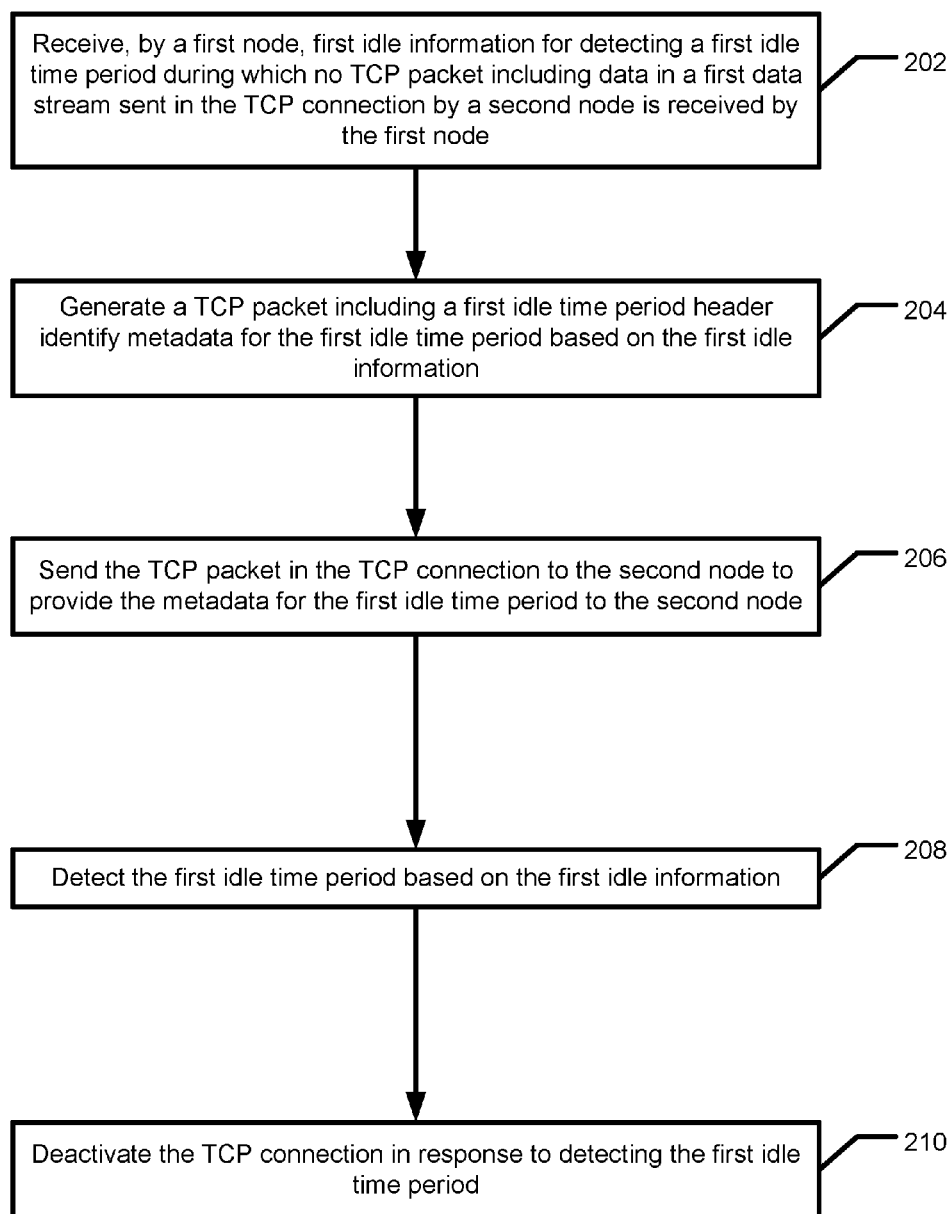 Receive, by a first node, first idle information for detecting a first idle
time period during which no TCP packet including data in a first data
stream sent in the TCP connection by a second node is received by
the first node
202
Generate a TCP packet including a first idle time period header
identify metadata for the first idle time period based on the first idle
information
204
Send the TCP packet in the TCP connection to the second node to
provide the metadata for the first idle time period to the second node
206
Detect the first idle time period based on the first idle information
208
Deactivate the TCP connection in response to detecting the first idle
time period
210